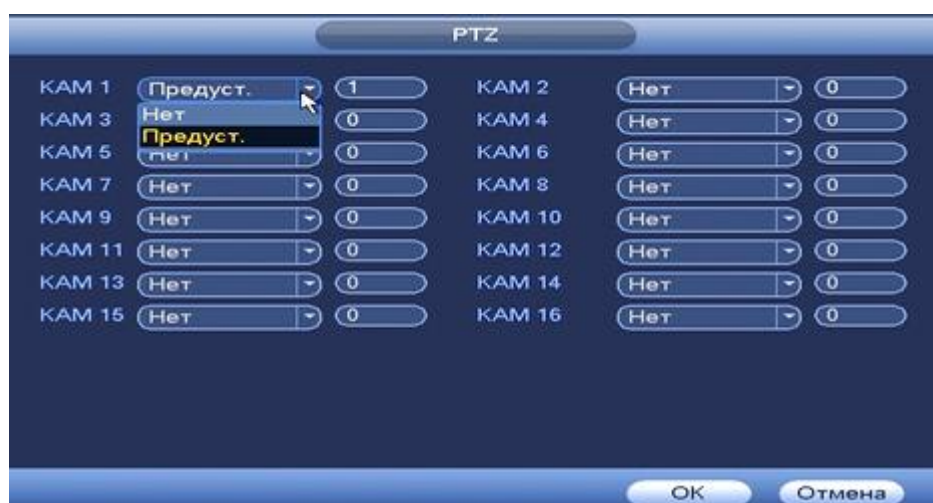 PTZ
КАМ 1 Предуст. 1 КАМ 2 Нет 0
КАМ 3 Нет 0 КАМ 4 Нет 0
Предуст.
КАМ 5 Нет 0 КАМ 6 Нет 0
КАМ 7 Нет 0 КАМ 8 Нет 0
КАМ 9 Нет 0 КАМ 10 Нет 0
КАМ 11 Нет 0 КАМ 12 Нет 0
КАМ 13 Нет 0 КАМ 14 Нет 0
КАМ 15 Нет 0 КАМ 16 Нет 0
ОК Отмена